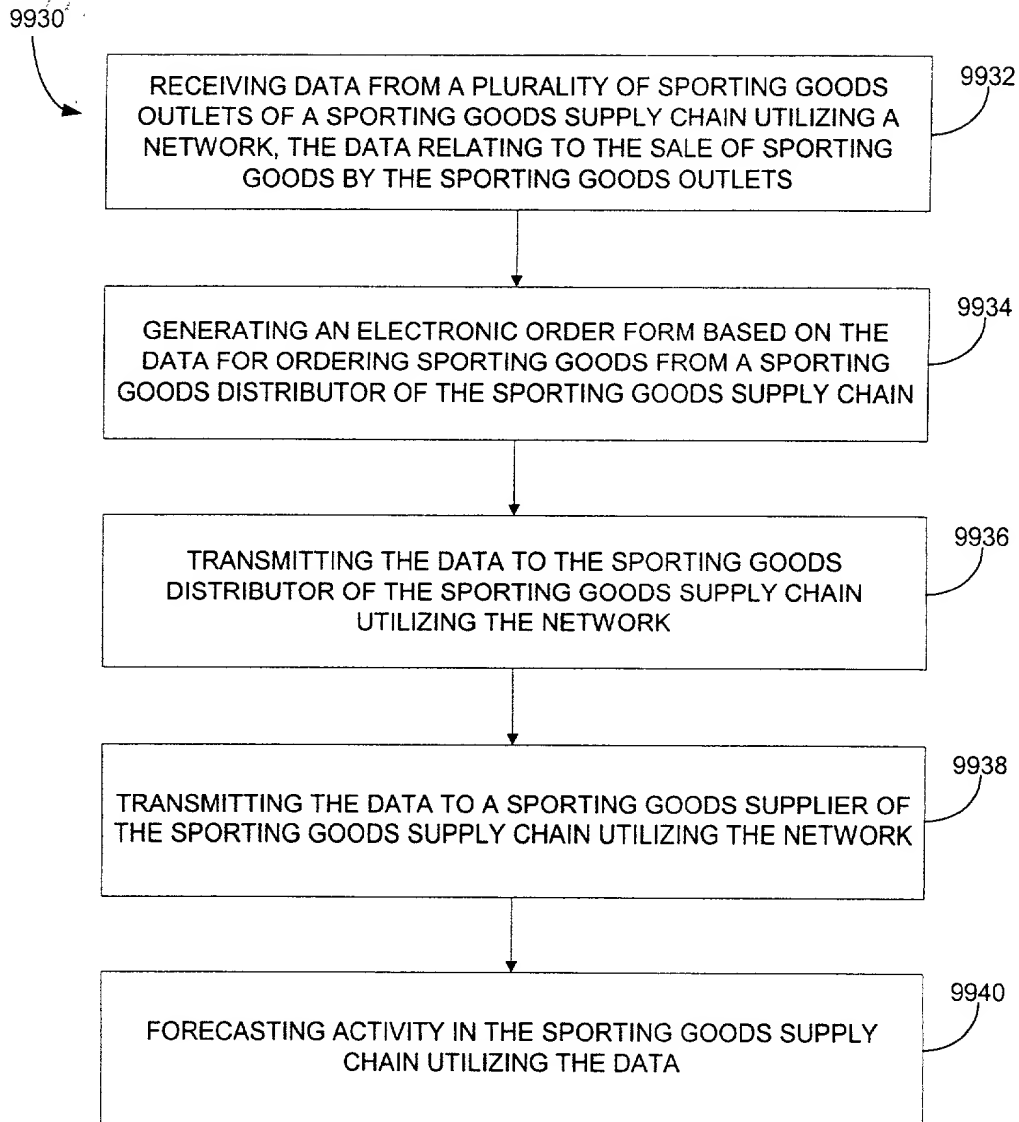 9930
RECEIVING DATA FROM A PLURALITY OF SPORTING GOODS
OUTLETS OF A SPORTING GOODS SUPPLY CHAIN UTILIZING A
NETWORK, THE DATA RELATING TO THE SALE OF SPORTING
GOODS BY THE SPORTING GOODS OUTLETS
9932
GENERATING AN ELECTRONIC ORDER FORM BASED ON THE
DATA FOR ORDERING SPORTING GOODS FROM A SPORTING
GOODS DISTRIBUTOR OF THE SPORTING GOODS SUPPLY CHAIN
9934
TRANSMITTING THE DATA TO THE SPORTING GOODS
DISTRIBUTOR OF THE SPORTING GOODS SUPPLY CHAIN
UTILIZING THE NETWORK
9936
TRANSMITTING THE DATA TO A SPORTING GOODS SUPPLIER OF
THE SPORTING GOODS SUPPLY CHAIN UTILIZING THE NETWORK
9938
FORECASTING ACTIVITY IN THE SPORTING GOODS SUPPLY
CHAIN UTILIZING THE DATA
9940